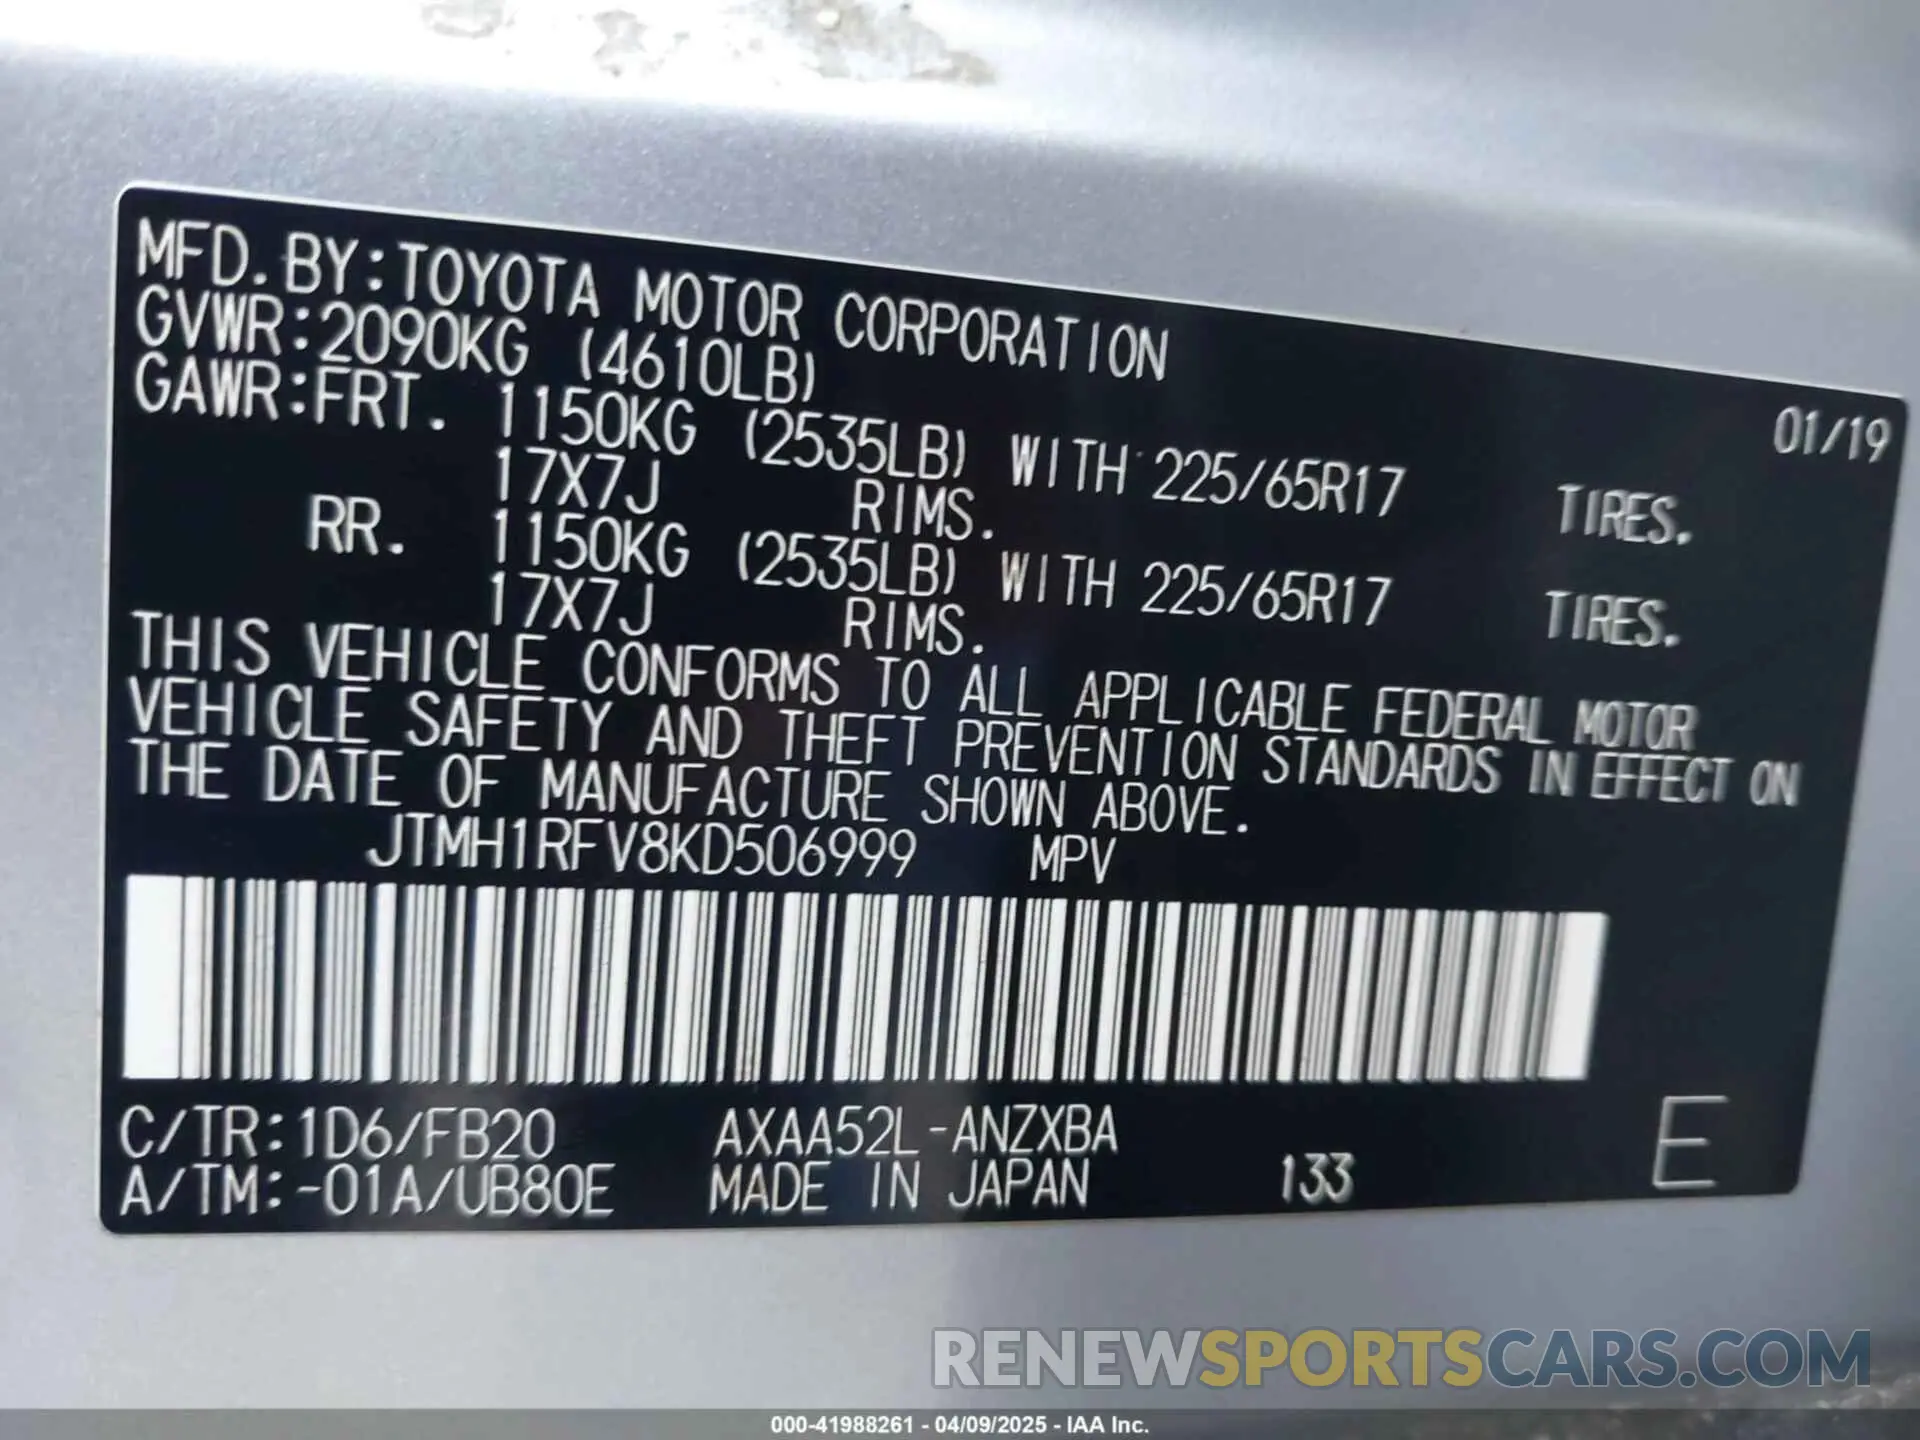 MFD. BY: TOYOTA MOTOR CORPORATION 01/19
GVWR: 2090KG (4610LB)
GAWR: FRT. 1150KG (2535LB) WITH 225/65R17 TIRES.
17X7J RIMS.
RR. 1150KG (2535LB) WITH 225/65R17 TIRES.
17X7J RIMS.
THIS VEHICLE CONFORMS TO ALL APPLICABLE FEDERAL MOTOR
VEHICLE SAFETY AND THEFT PREVENTION STANDARDS IN EFFECT ON
THE DATE OF MANUFACTURE SHOWN ABOVE.
JTMH1RFV8KD506999 MPV
C/TR: 1D6/FB20 AXAA52L-ANZXBA
A/TM: -01A/UB80E MADE IN JAPAN 133 E
RENEWSPORTSCARS.COM
000-41988261 - 04/09/2025 - IAA Inc.